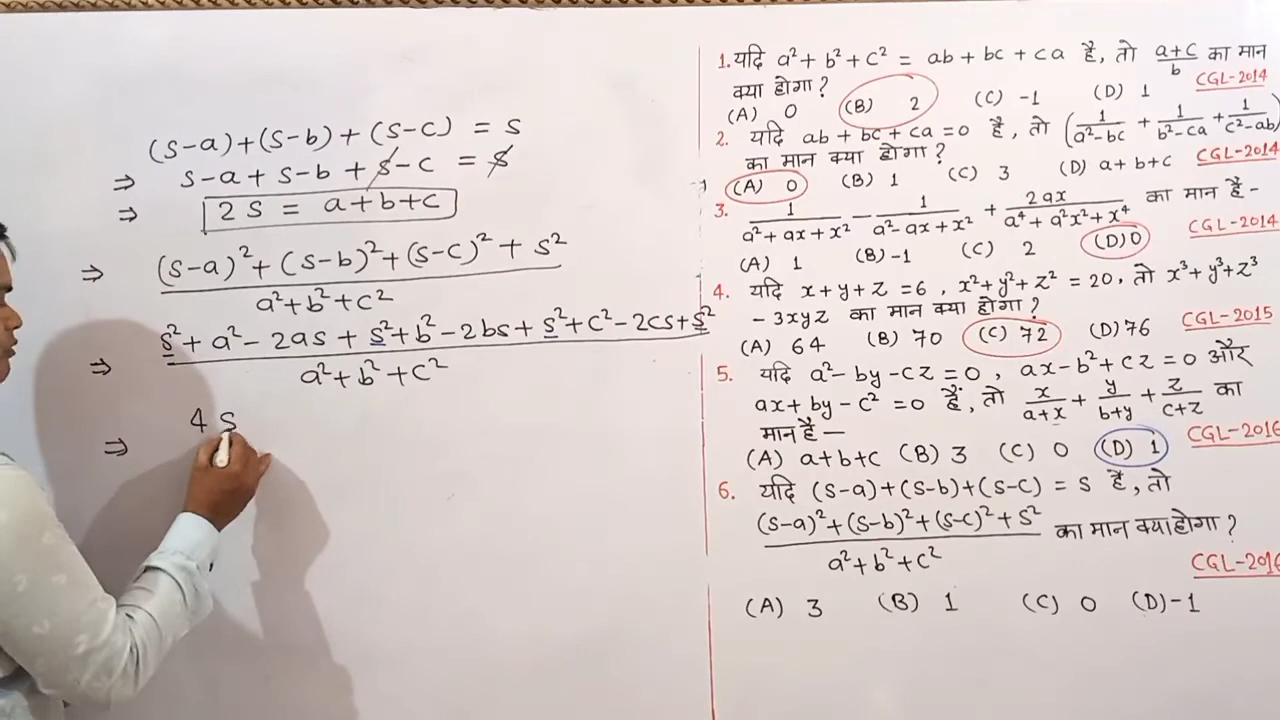 (s-a)+(s-b)+(s-c) = s
⇒ s-a+s-b+s-c = s
⇒ 2s = a+b+c
⇒ (s-a)²+(s-b)²+(s-c)²+s²
a²+b²+c²
⇒ s²+a²-2as+s²+b²-2bs+s²+c²-2cs+s²
a²+b²+c²
⇒ 4s
1. यदि a²+b²+c² = ab+bc+ca है, तो (a+c)/b का मान
क्या होगा? CGL-2014
(A) 0 (B) 2 (C) -1 (D) 1
2. यदि ab+bc+ca=0 है, तो (1/(a²-bc) + 1/(b²-ca) + 1/(c²-ab))
का मान क्या होगा? CGL-2014
(A) 0 (B) 1 (C) 3 (D) a+b+c
3. 1/(a²+ax+x²) - 1/(a²-ax+x²) + 2ax/(a⁴+a²x²+x⁴) का मान है-
CGL-2014
(A) 1 (B) -1 (C) 2 (D) 0
4. यदि x+y+z=6, x²+y²+z²=20, तो x³+y³+z³
-3xyz का मान क्या होगा?
(A) 64 (B) 70 (C) 72 (D) 76 CGL-2015
5. यदि a²-by-cz=0, ax-b²+cz=0 और
ax+by-c²=0 हैं, तो x/(a+x) + y/(b+y) + z/(c+z) का
मान है— CGL-2016
(A) a+b+c (B) 3 (C) 0 (D) 1
6. यदि (s-a)+(s-b)+(s-c) = s है, तो
(s-a)²+(s-b)²+(s-c)²+s² का मान क्या होगा?
a²+b²+c² CGL-2016
(A) 3 (B) 1 (C) 0 (D) -1